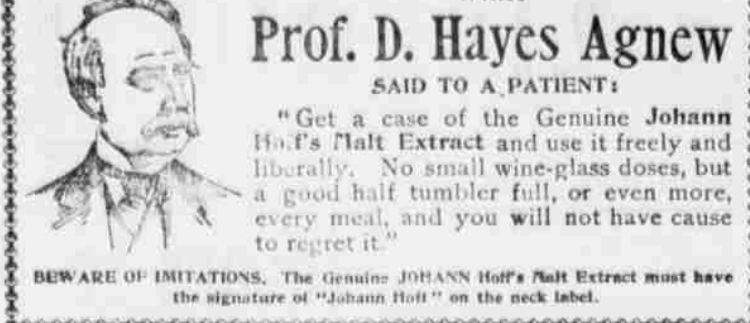 Prof. D. Hayes Agnew
SAID TO A PATIENT:
"Get a case of the Genuine Johann
Hoff's Malt Extract and use it freely and
liberally. No small wine-glass doses, but
a good half tumbler full, or even more,
every meal, and you will not have cause
to regret it."
BEWARE OF IMITATIONS. The Genuine JOHANN Hoff's Malt Extract must have
the signature of "Johann Hoff" on the neck label.